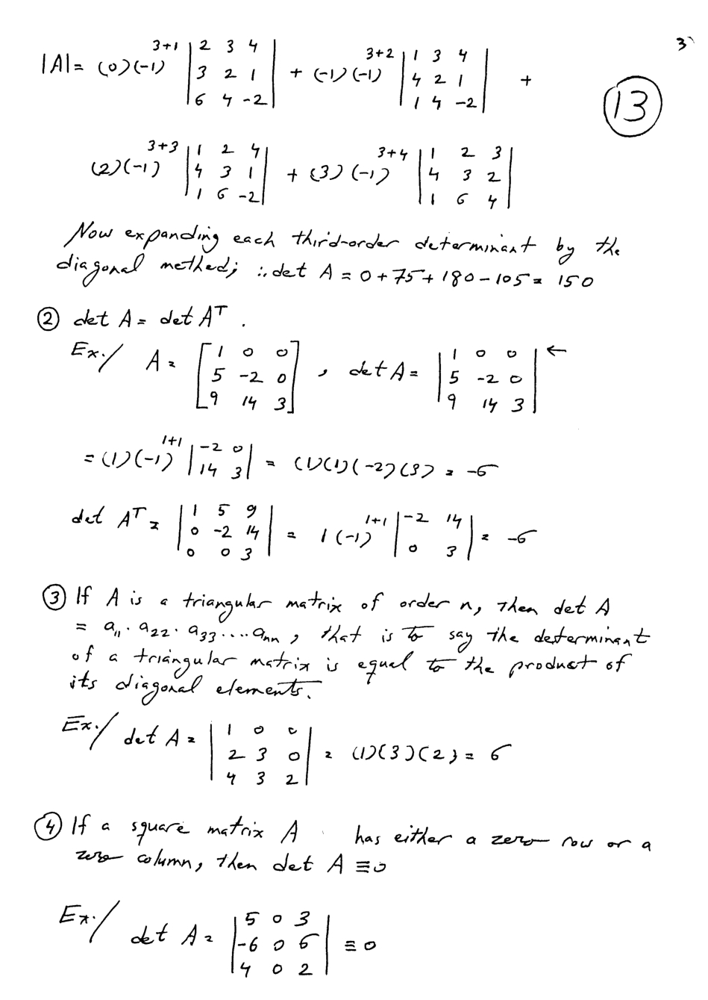 3
13
|A| = (0)(-1)^{3+1} | 2 3 4 ; 3 2 1 ; 6 4 -2 | + (-1)(-1)^{3+2} | 1 3 4 ; 4 2 1 ; 1 4 -2 | +
(2)(-1)^{3+3} | 1 2 4 ; 4 3 1 ; 1 6 -2 | + (3)(-1)^{3+4} | 1 2 3 ; 4 3 2 ; 1 6 4 |
Now expanding each third-order determinant by the
diagonal method; ∴ det A = 0 + 75 + 180 - 105 = 150
② det A = det A^T .
Ex./ A = [ 1 0 0 ; 5 -2 0 ; 9 14 3 ] , det A = | 1 0 0 ; 5 -2 0 ; 9 14 3 | ←
= (1)(-1)^{1+1} | -2 0 ; 14 3 | = (1)(1)(-2)(3) = -6
det A^T = | 1 5 9 ; 0 -2 14 ; 0 0 3 | = 1 (-1)^{1+1} | -2 14 ; 0 3 | = -6
③ If A is a triangular matrix of order n, then det A
= a_{11} . a_{22} . a_{33} .... a_{nn} , that is to say the determinant
of a triangular matrix is equal to the product of
its diagonal elements.
Ex./ det A = | 1 0 0 ; 2 3 0 ; 4 3 2 | = (1)(3)(2) = 6
④ If a square matrix A has either a zero row or a
zero column, then det A ≡ 0
Ex./ det A = | 5 0 3 ; -6 0 6 ; 4 0 2 | ≡ 0